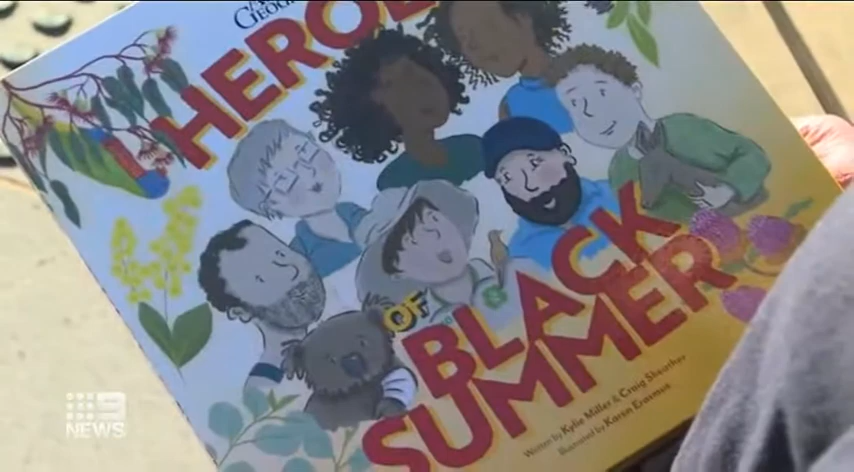 HEROES
OF
BLACK
SUMMER
Written by Kylie Miller & Craig Sheather
Illustrated by Karen Erasmus
9
NEWS